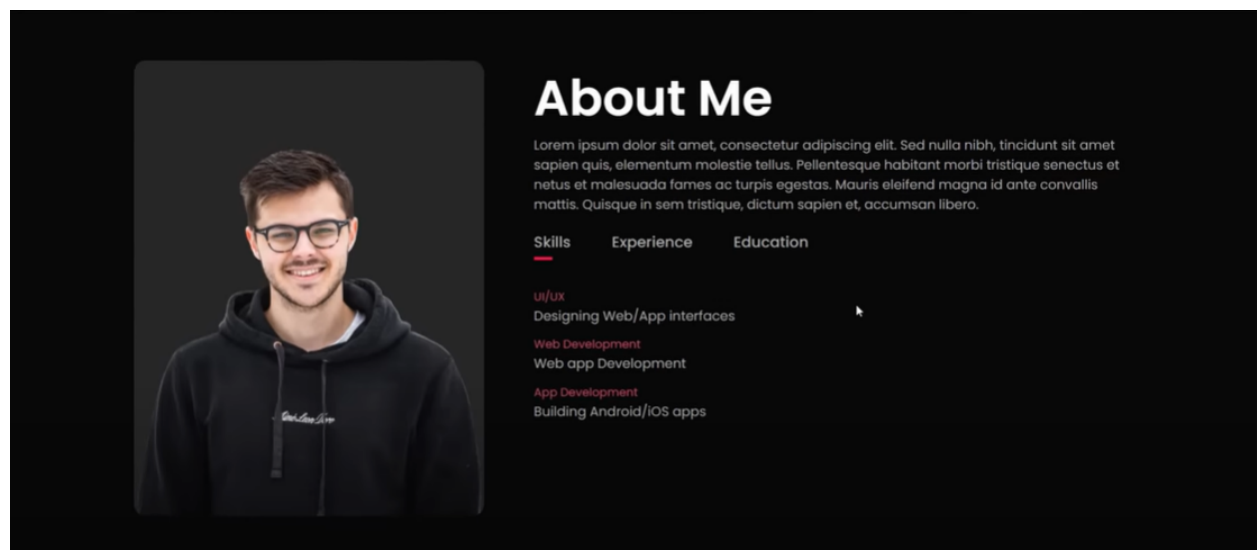 About Me
Lorem ipsum dolor sit amet, consectetur adipiscing elit. Sed nulla nibh, tincidunt sit amet
sapien quis, elementum molestie tellus. Pellentesque habitant morbi tristique senectus et
netus et malesuada fames ac turpis egestas. Mauris eleifend magna id ante convallis
mattis. Quisque in sem tristique, dictum sapien et, accumsan libero.
Skills Experience Education
UI/UX
Designing Web/App interfaces
Web Development
Web app Development
App Development
Building Android/iOS apps